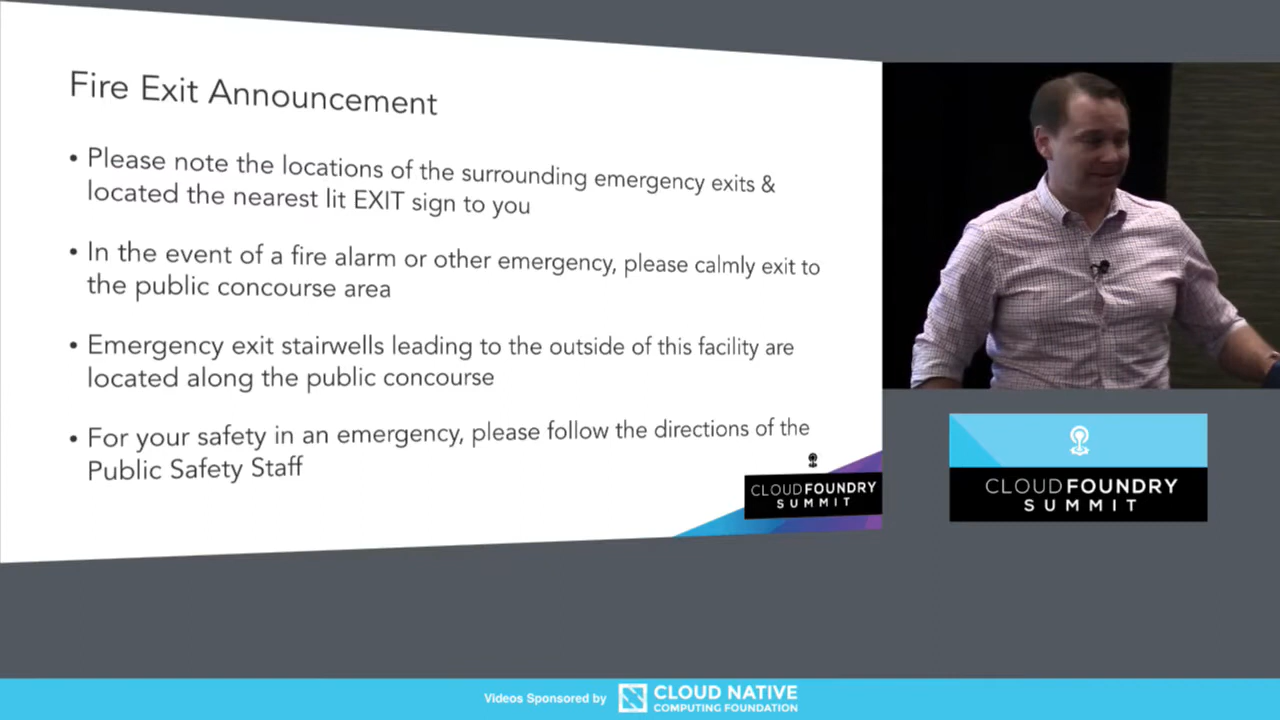 Fire Exit Announcement
• Please note the locations of the surrounding emergency exits &
located the nearest lit EXIT sign to you
• In the event of a fire alarm or other emergency, please calmly exit to
the public concourse area
• Emergency exit stairwells leading to the outside of this facility are
located along the public concourse
• For your safety in an emergency, please follow the directions of the
Public Safety Staff
CLOUDFOUNDRY
SUMMIT
CLOUDFOUNDRY
SUMMIT
Videos Sponsored by
CLOUD NATIVE
COMPUTING FOUNDATION